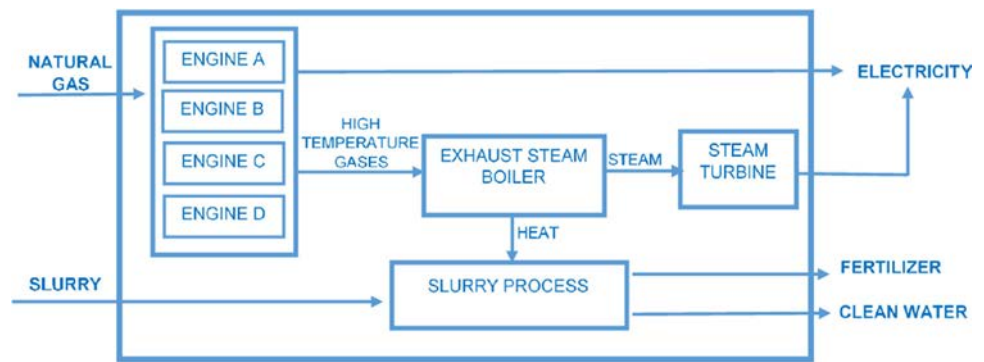 NATURAL
GAS
ENGINE A
ENGINE B
ENGINE C
ENGINE D
ELECTRICITY
HIGH
TEMPERATURE
GASES
EXHAUST STEAM
BOILER
STEAM
STEAM
TURBINE
HEAT
SLURRY
SLURRY PROCESS
FERTILIZER
CLEAN WATER